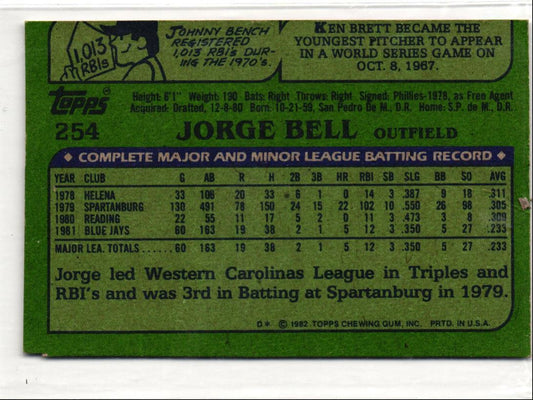 1,013
RBIs
JOHNNY BENCH
REGISTERED
1,013 RBI's DUR-
ING THE 1970's.
KEN BRETT BECAME THE
YOUNGEST PITCHER TO APPEAR
IN A WORLD SERIES GAME ON
OCT. 8, 1967.
Topps®
Height: 6'1" Weight: 190 Bats: Right Throws: Right Signed: Phillies-1978, as Free Agent
Acquired: Drafted, 12-8-80 Born: 10-21-59, San Pedro de M., D.R. Home: S.P. de M., D.R.
254 JORGE BELL OUTFIELD
◆ COMPLETE MAJOR AND MINOR LEAGUE BATTING RECORD ◆
YEAR CLUB G AB R H 2B 3B HR RBI SB SLG BB SO AVG
1978 HELENA 33 106 20 33 6 1 0 14 3 .387 9 18 .311
1979 SPARTANBURG 130 491 78 150 24 15 22 102 10 .550 26 98 .305
1980 READING 22 55 11 17 5 2 0 11 3 .473 3 8 .309
1981 BLUE JAYS 60 163 19 38 2 1 5 12 3 .350 5 27 .233
MAJOR LEA. TOTALS...... 60 163 19 38 2 1 5 12 3 .350 5 27 .233
Jorge led Western Carolinas League in Triples and
RBI's and was 3rd in Batting at Spartanburg in 1979.
D* © 1982 TOPPS CHEWING GUM, INC. PRTD. IN U.S.A.